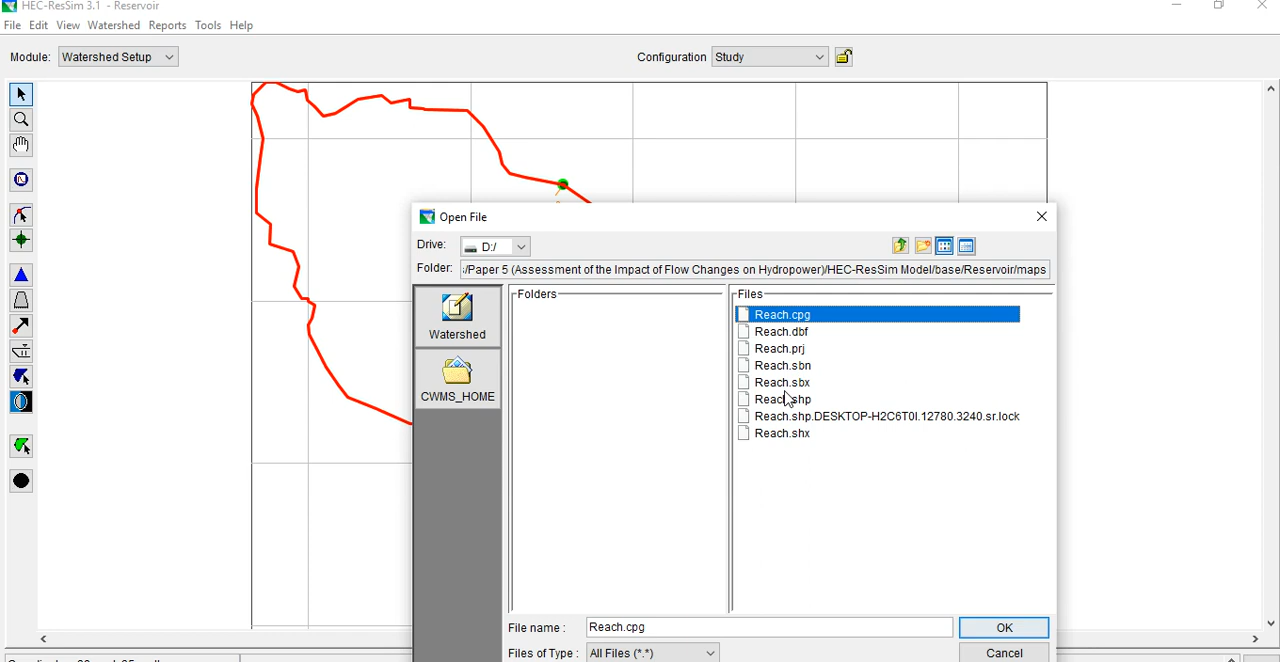 HEC-ResSim 3.1 - Reservoir
File Edit View Watershed Reports Tools Help
Module: Watershed Setup Configuration Study
Open File
Drive: D:/
Folder: :/Paper 5 (Assessment of the Impact of Flow Changes on Hydropower)/HEC-ResSim Model/base/Reservoir/maps
Watershed
CWMS_HOME
Folders
Files
Reach.cpg
Reach.dbf
Reach.prj
Reach.sbn
Reach.sbx
Reach.shp
Reach.shp.DESKTOP-H2C6T0I.12780.3240.sr.lock
Reach.shx
File name : Reach.cpg OK
Files of Type : All Files (*.*) Cancel